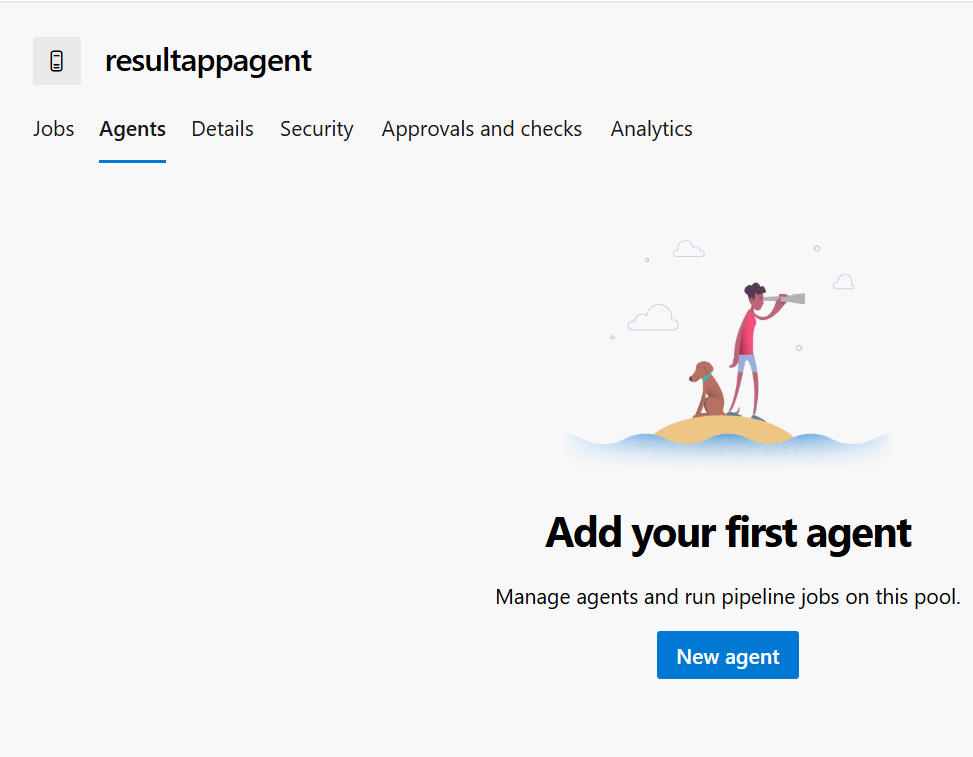 resultappagent
Jobs Agents Details Security Approvals and checks Analytics
Add your first agent
Manage agents and run pipeline jobs on this pool.
New agent